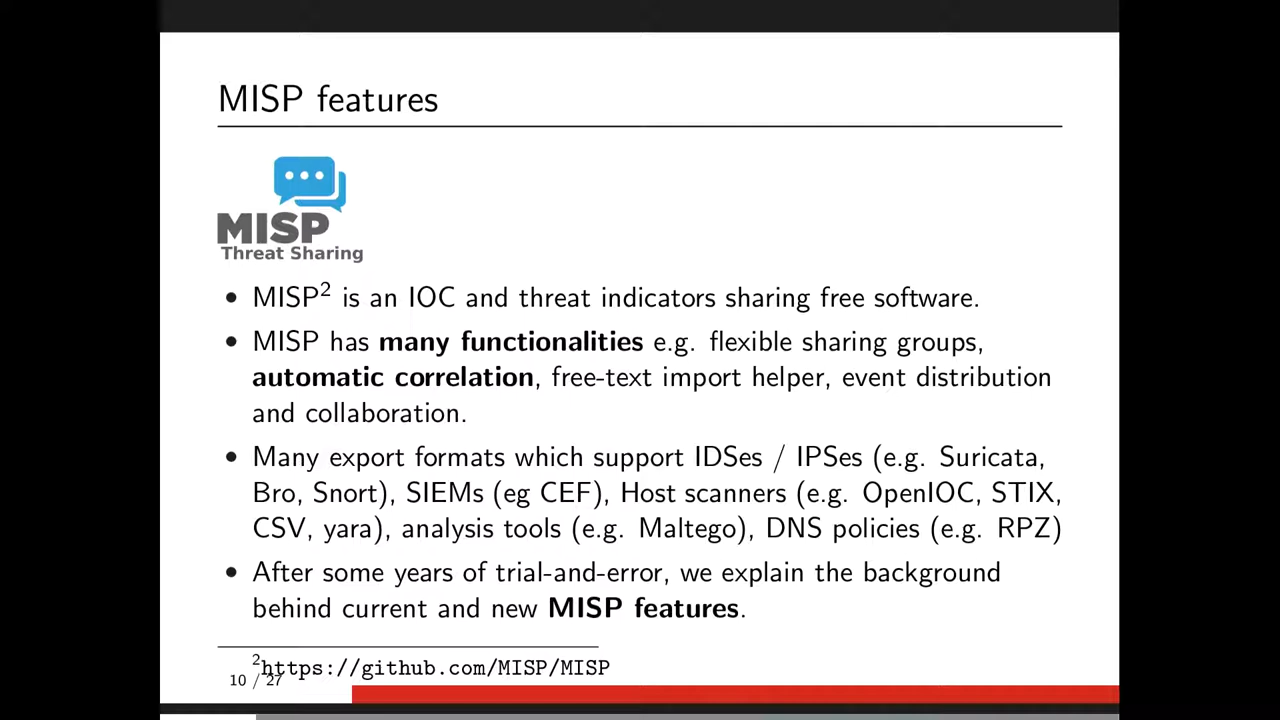 MISP features
MISP
Threat Sharing
• MISP² is an IOC and threat indicators sharing free software.
• MISP has many functionalities e.g. flexible sharing groups,
automatic correlation, free-text import helper, event distribution
and collaboration.
• Many export formats which support IDSes / IPSes (e.g. Suricata,
Bro, Snort), SIEMs (eg CEF), Host scanners (e.g. OpenIOC, STIX,
CSV, yara), analysis tools (e.g. Maltego), DNS policies (e.g. RPZ)
• After some years of trial-and-error, we explain the background
behind current and new MISP features.
²https://github.com/MISP/MISP
10 / 27